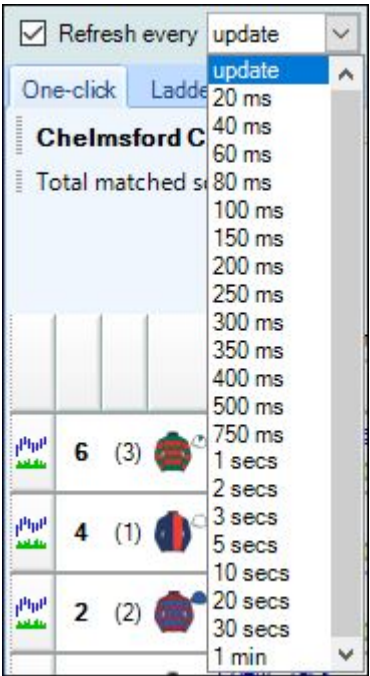 Refresh every update
update
One-click Ladde
20 ms
40 ms
Chelmsford C
60 ms
Total matched s
80 ms
100 ms
150 ms
200 ms
250 ms
300 ms
350 ms
400 ms
500 ms
750 ms
6 (3)
1 secs
2 secs
3 secs
4 (1)
5 secs
10 secs
20 secs
2 (2)
30 secs
1 min